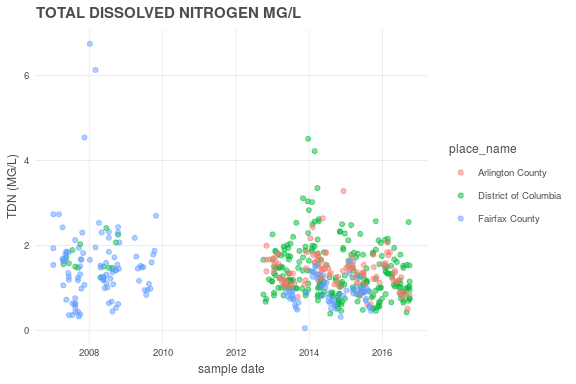 TOTAL DISSOLVED NITROGEN MG/L
TDN (MG/L)
6
4
2
0
2008
2010
2012
2014
2016
sample date
place_name
Arlington County
District of Columbia
Fairfax County